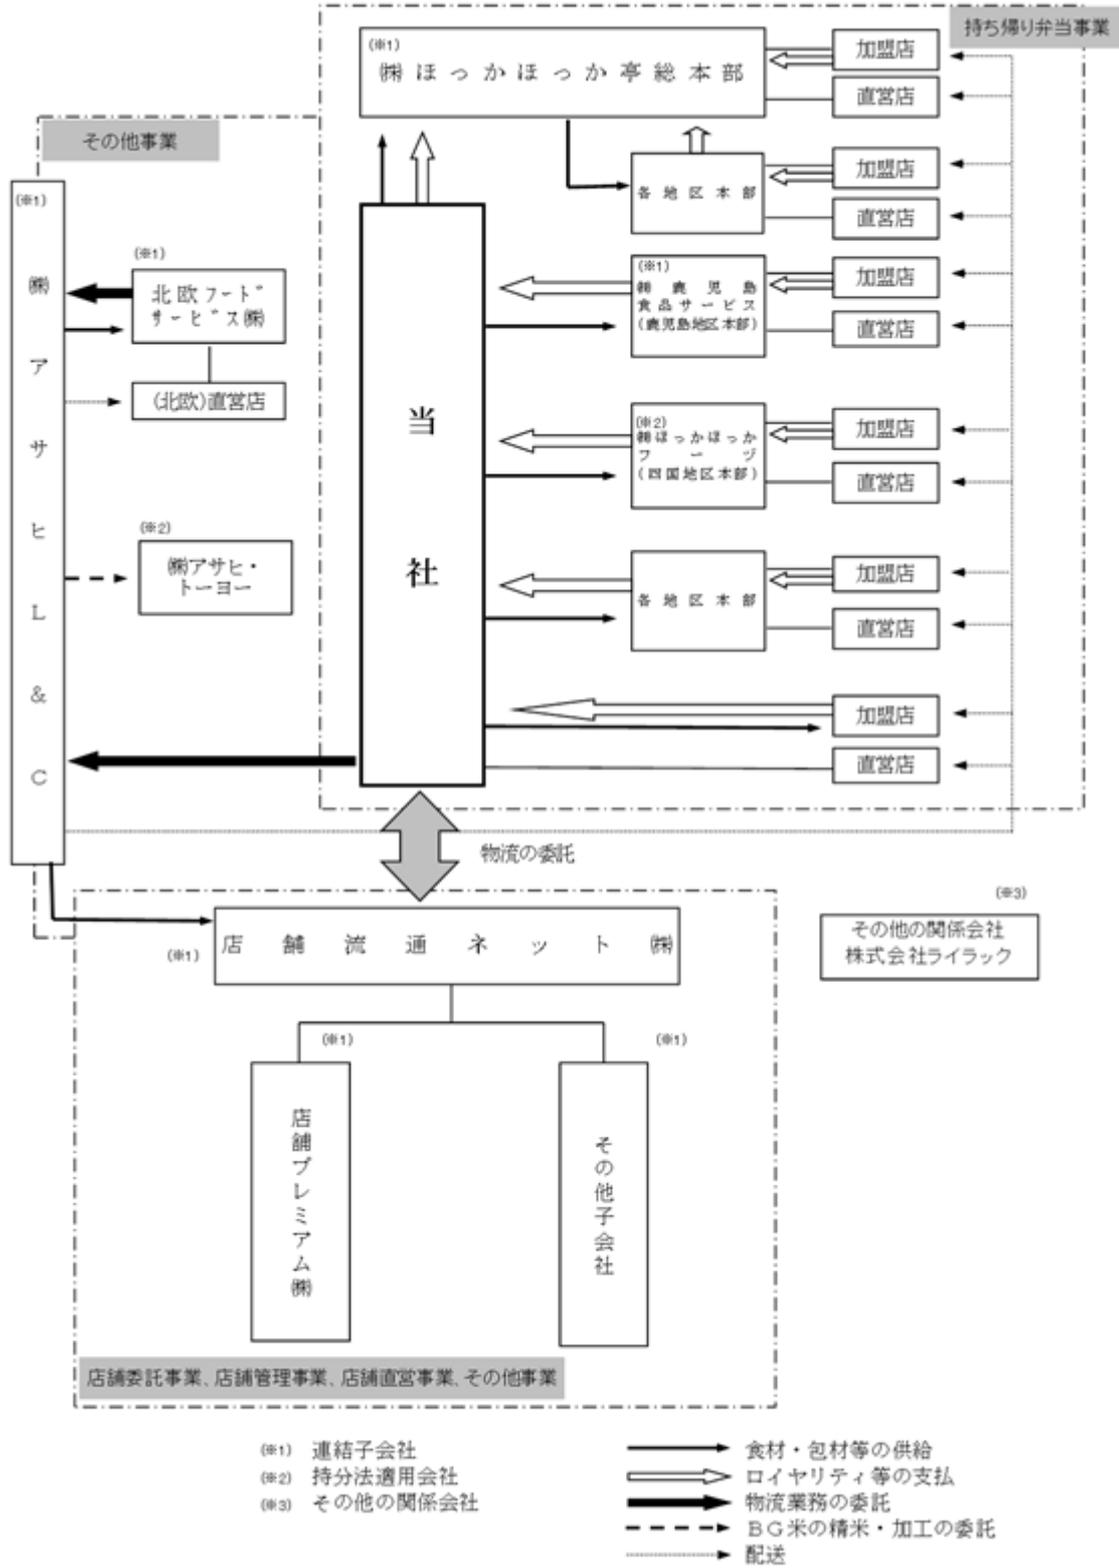 持ち帰り弁当事業
(※1)
㈱ほっかほっか亭総本部
加盟店
直営店
その他事業
各地区本部
加盟店
直営店
(※1)
㈱アサヒL&C
(※1)
北欧フード
サービス㈱
(北欧)直営店
(※2)
㈱アサヒ・
トーヨー
当社
(※1)
㈱鹿児島
食品サービス
(鹿児島地区本部)
加盟店
直営店
(※2)
㈱ほっかほっか
フーヅ
(四国地区本部)
加盟店
直営店
各地区本部
加盟店
直営店
加盟店
直営店
物流の委託
(※1)
店舗流通ネット㈱
(※3)
その他の関係会社
株式会社ライラック
(※1)
店舗プレミアム㈱
(※1)
その他子会社
店舗委託事業、店舗管理事業、店舗直営事業、その他事業
(※1) 連結子会社
(※2) 持分法適用会社
(※3) その他の関係会社
食材・包材等の供給
ロイヤリティ等の支払
物流業務の委託
BG米の精米・加工の委託
配送